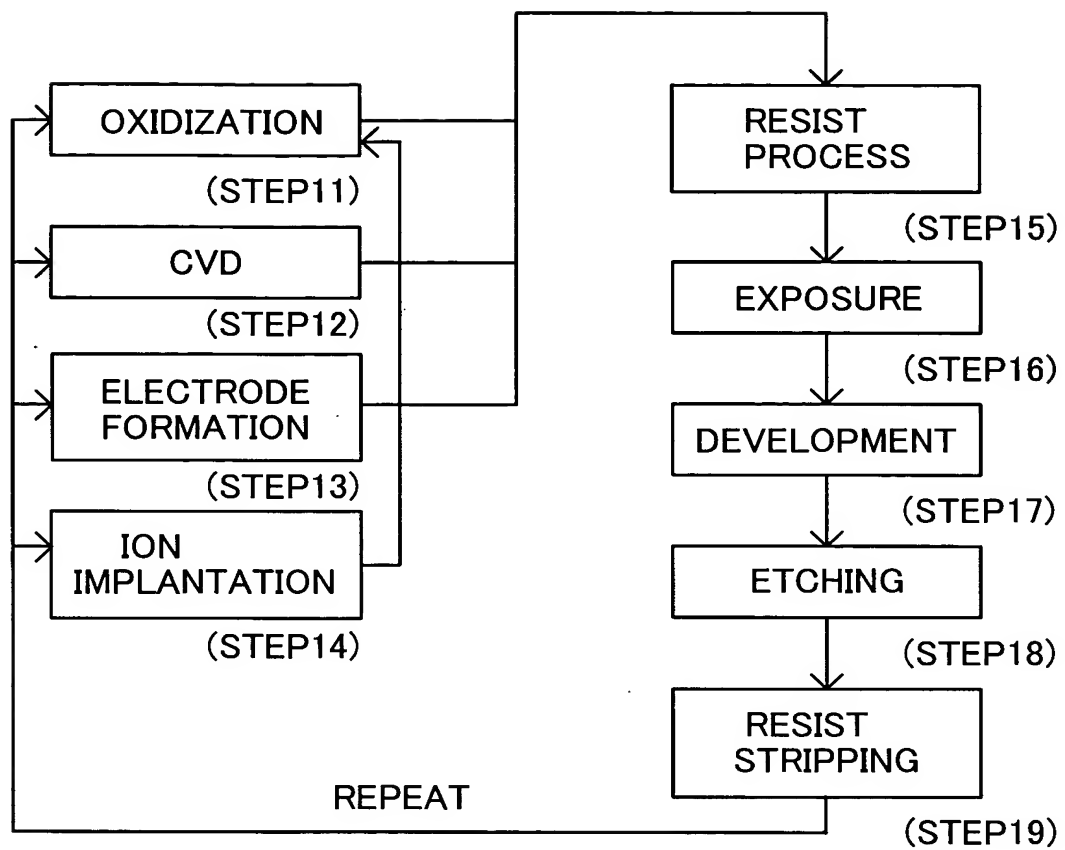 OXIDIZATION
(STEP11)
CVD
(STEP12)
ELECTRODE
FORMATION
(STEP13)
ION
IMPLANTATION
(STEP14)
RESIST
PROCESS
(STEP15)
EXPOSURE
(STEP16)
DEVELOPMENT
(STEP17)
ETCHING
(STEP18)
RESIST
STRIPPING
(STEP19)
REPEAT